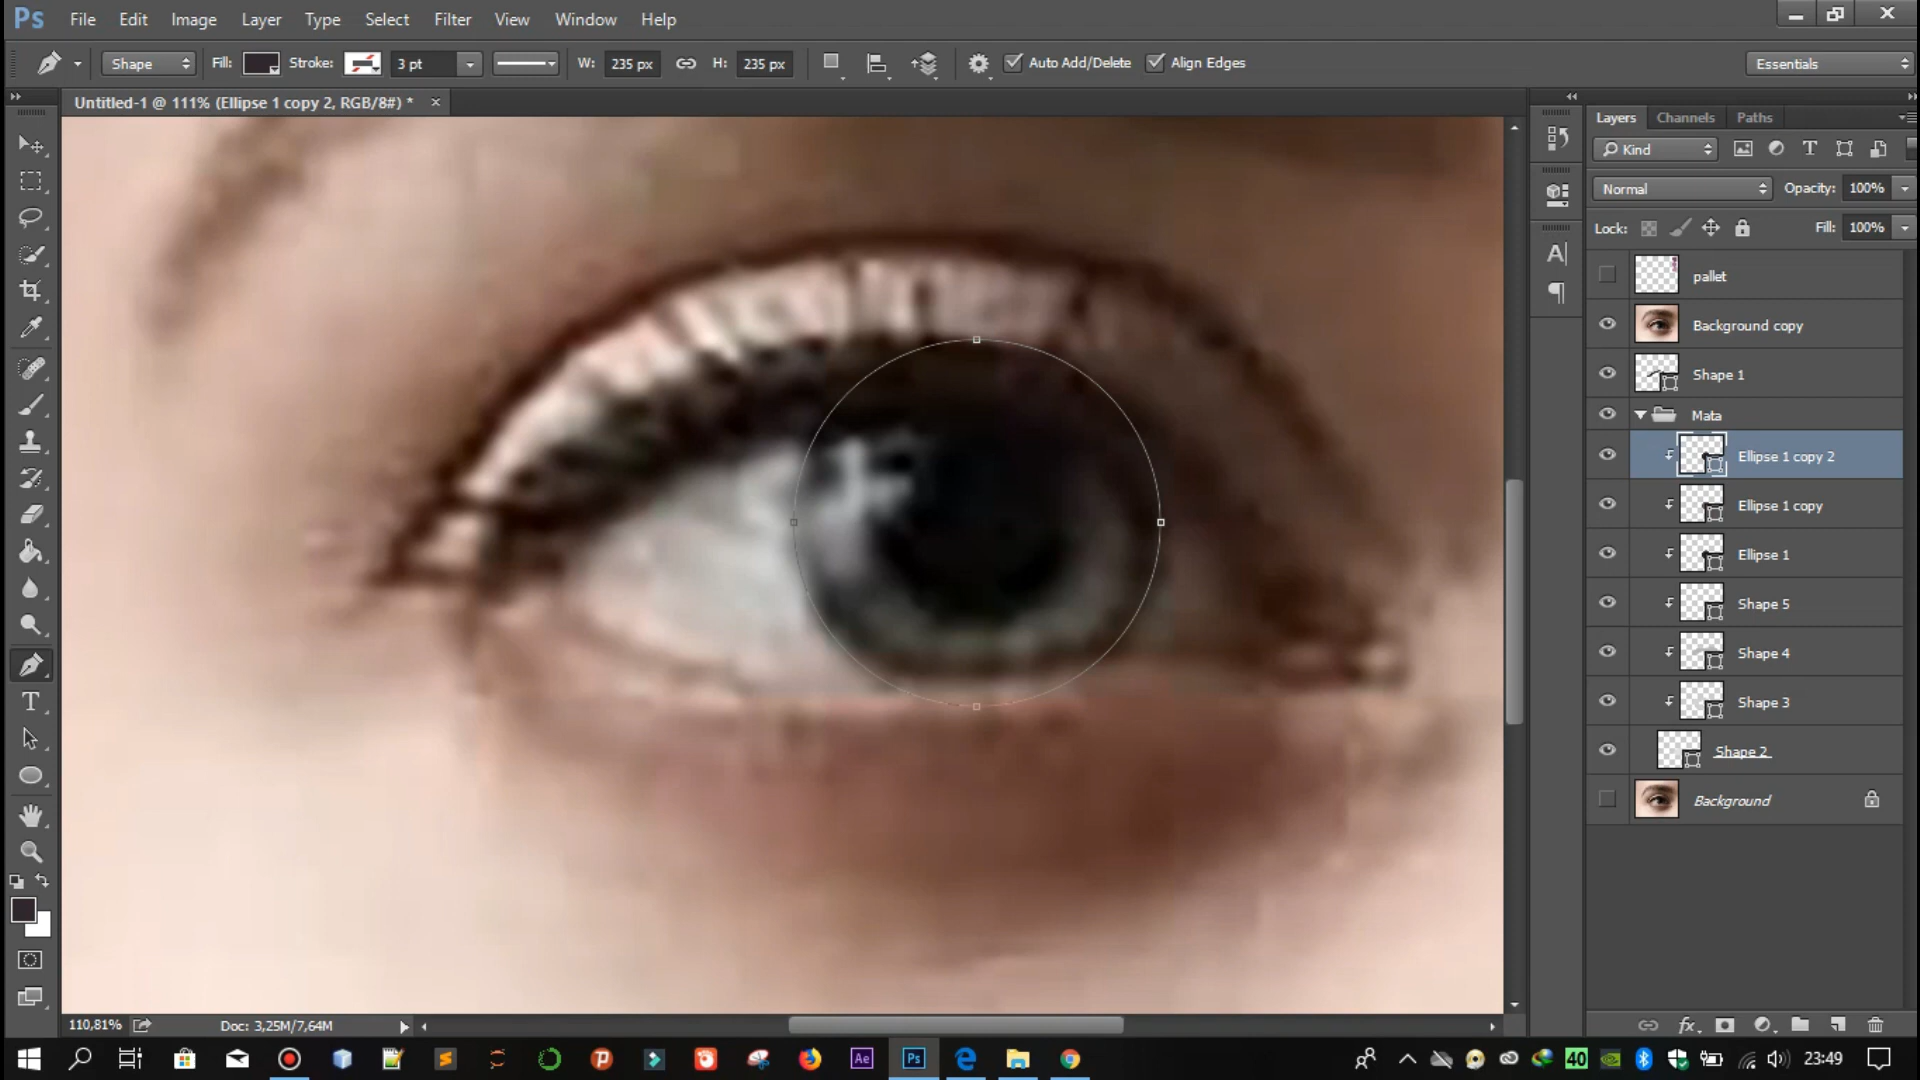 Ps File Edit Image Layer Type Select Filter View Window Help
Shape Fill: Stroke: 3 pt W: 235 px H: 235 px Auto Add/Delete Align Edges Essentials
Untitled-1 @ 111% (Ellipse 1 copy 2, RGB/8#) *
Layers Channels Paths
Kind
Normal Opacity: 100%
Lock: Fill: 100%
pallet
Background copy
Shape 1
Mata
Ellipse 1 copy 2
Ellipse 1 copy
Ellipse 1
Shape 5
Shape 4
Shape 3
Shape 2
Background
110,81% Doc: 3,25M/7,64M
fx
Ae Ps 40 23:49